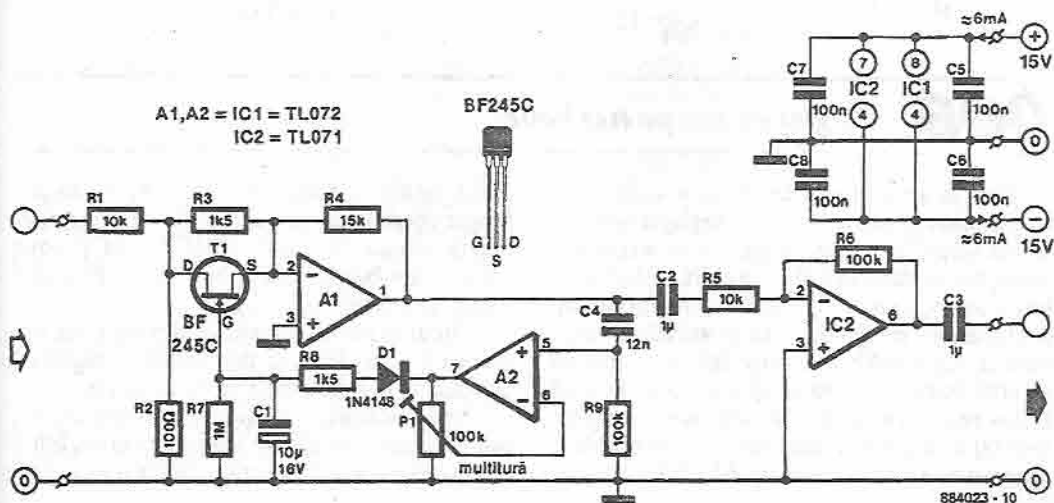 ≈6mA
+
15V
C7
7
8
C5
IC2
IC1
100n
100n
4
4
0
C8
C6
100n
100n
≈6mA
−
15V
A1,A2 = IC1 = TL072
IC2 = TL071
BF245C
G
S
D
R1
10k
R3
1k5
R4
15k
T1
D
S
G
BF
245C
2
−
A1
1
3
+
C2
1µ
R5
10k
R6
100k
2
−
IC2
6
3
+
C3
1µ
C4
12n
R8
1k5
D1
1N4148
7
A2
+
5
−
6
P1
100k
multitură
R2
100Ω
R7
1M
C1
10µ
16V
R9
100k
0
0
884023 - 10